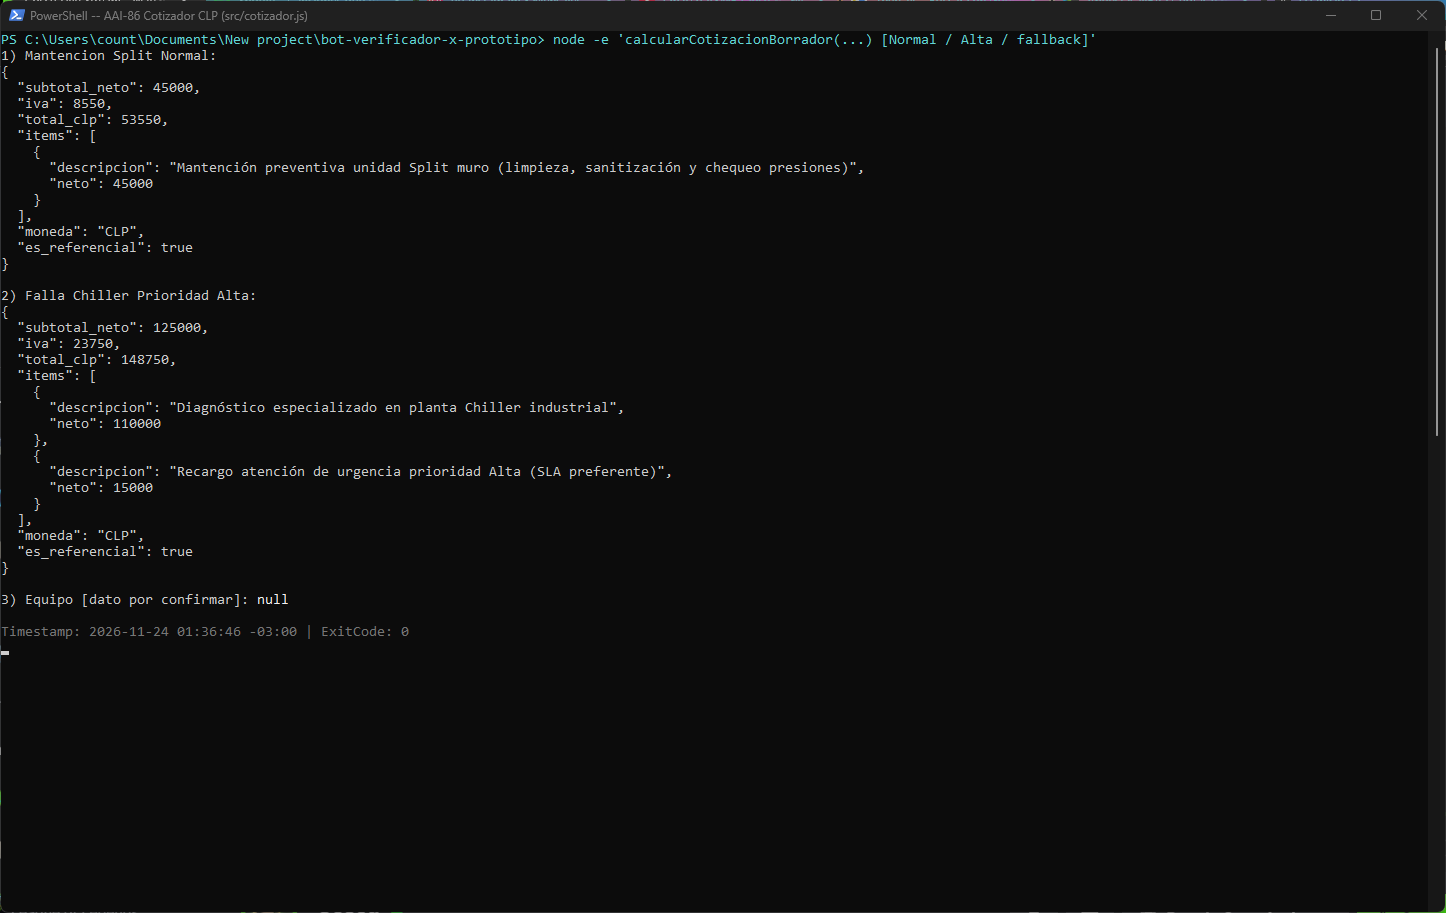 PowerShell -- AAI-86 Cotizador CLP (src/cotizador.js)
PS C:\Users\count\Documents\New project\bot-verificador-x-prototipo> node -e 'calcularCotizacionBorrador(...) [Normal / Alta / fallback]'
1) Mantencion Split Normal:
{
  "subtotal_neto": 45000,
  "iva": 8550,
  "total_clp": 53550,
  "items": [
    {
      "descripcion": "Mantención preventiva unidad Split muro (limpieza, sanitización y chequeo presiones)",
      "neto": 45000
    }
  ],
  "moneda": "CLP",
  "es_referencial": true
}

2) Falla Chiller Prioridad Alta:
{
  "subtotal_neto": 125000,
  "iva": 23750,
  "total_clp": 148750,
  "items": [
    {
      "descripcion": "Diagnóstico especializado en planta Chiller industrial",
      "neto": 110000
    },
    {
      "descripcion": "Recargo atención de urgencia prioridad Alta (SLA preferente)",
      "neto": 15000
    }
  ],
  "moneda": "CLP",
  "es_referencial": true
}

3) Equipo [dato por confirmar]: null

Timestamp: 2026-11-24 01:36:46 -03:00 | ExitCode: 0